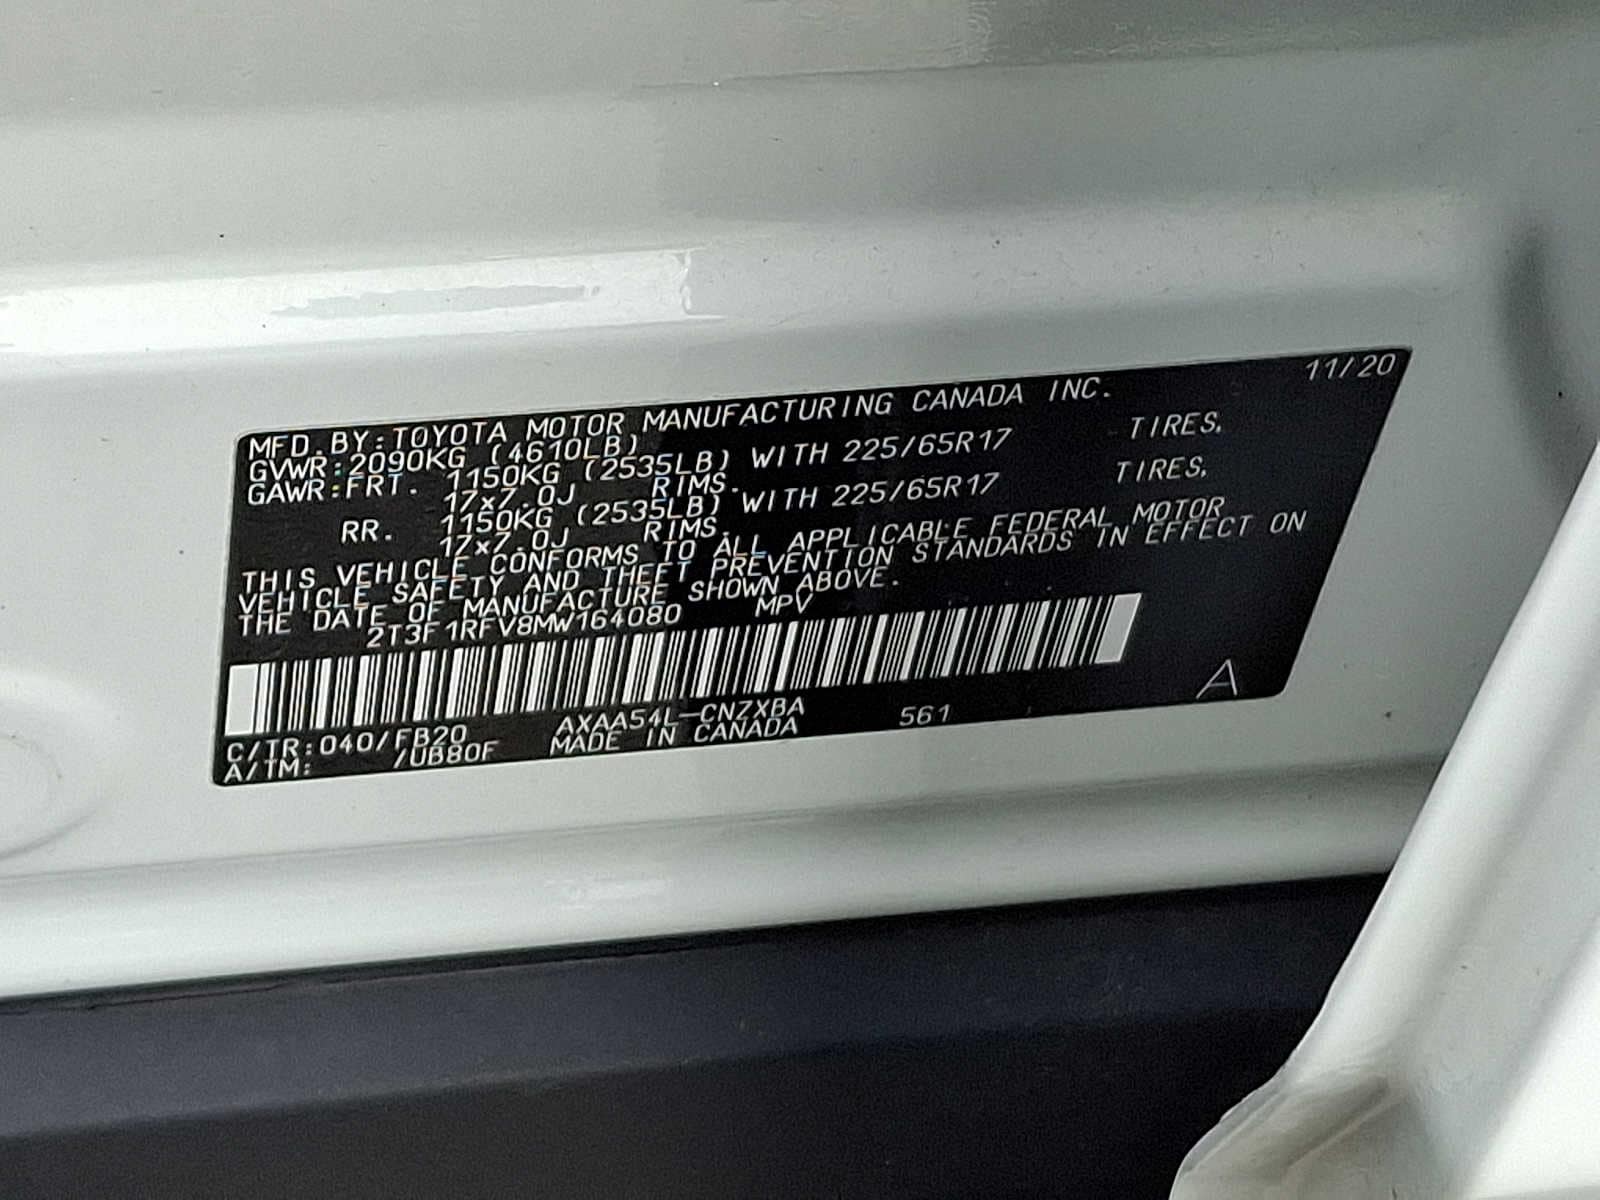 11/20
MFD. BY: TOYOTA MOTOR MANUFACTURING CANADA INC.
GVWR: 2090KG (4610LB)
GAWR: FRT. 1150KG (2535LB) WITH 225/65R17 TIRES,
17x7.0J RIMS.
RR. 1150KG (2535LB) WITH 225/65R17 TIRES,
17x7.0J RIMS.
THIS VEHICLE CONFORMS TO ALL APPLICABLE FEDERAL MOTOR
VEHICLE SAFETY AND THEFT PREVENTION STANDARDS IN EFFECT ON
THE DATE OF MANUFACTURE SHOWN ABOVE.
2T3F1RFV8MW164080 MPV
C/TR: 040/FB20 AXAA54L-CNZXBA 561 A
A/TM: /UB80F MADE IN CANADA